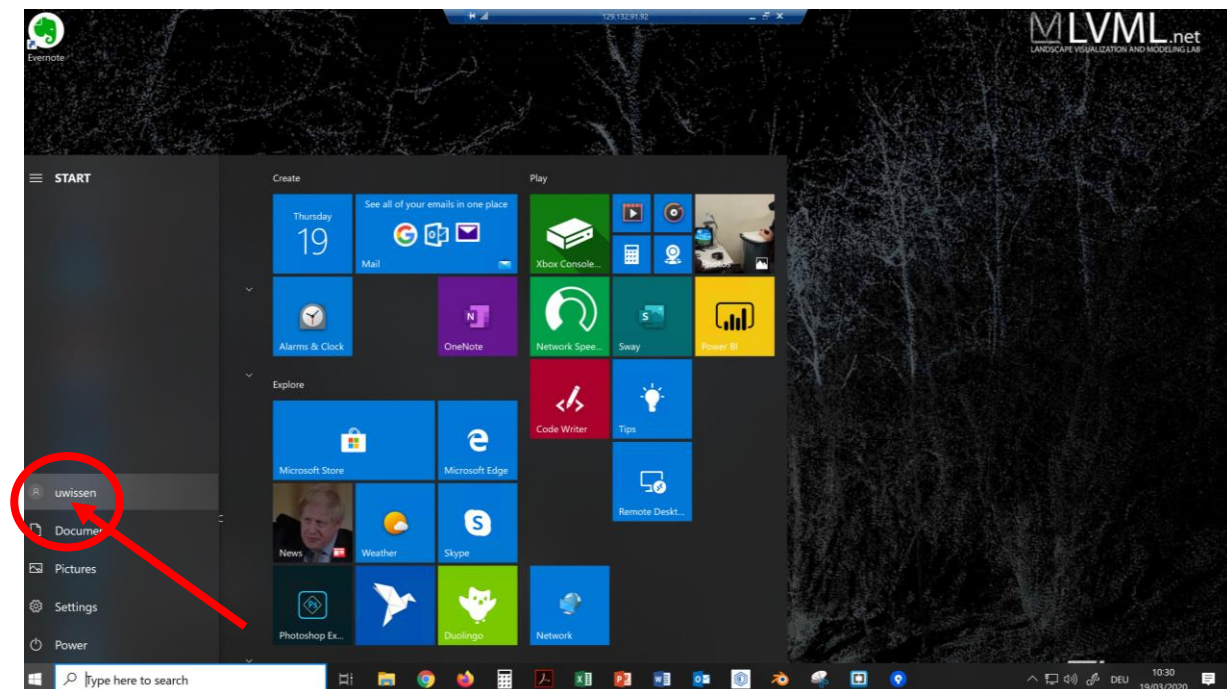 129.132.91.92
MLVML.net
LANDSCAPE VISUALIZATION AND MODELING LAB
Evernote
START
Create
Play
Thursday
19
See all of your emails in one place
Mail
Xbox Console...
Photos
Alarms & Clock
OneNote
Network Spee...
Sway
Power BI
Explore
Code Writer
Tips
Microsoft Store
Microsoft Edge
Remote Deskt...
uwissen
Documen
News
Weather
Skype
Pictures
Settings
Photoshop Ex...
Duolingo
Network
Power
Type here to search
DEU
10:30
19/03/2020